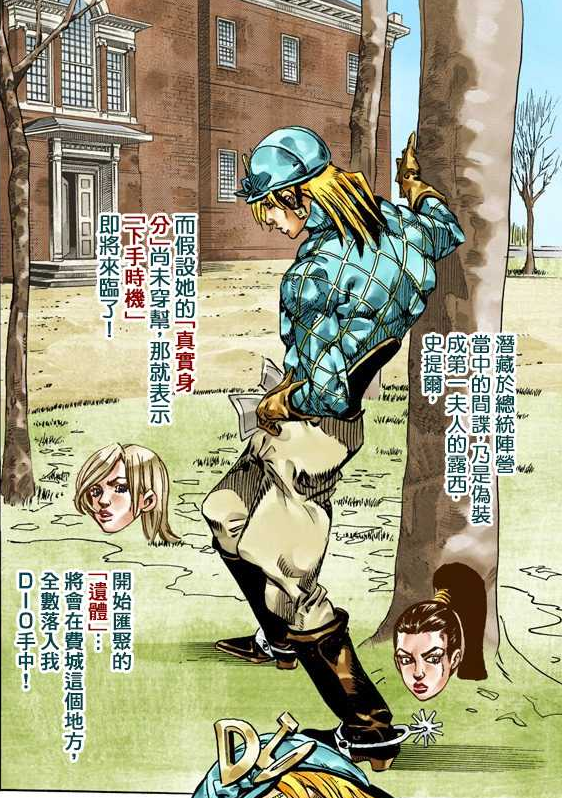 潛藏於總統陣營
當中的間諜，乃是偽裝
成第一夫人的露西・
史提爾，
而假設她的「真實身
分」尚未穿幫，那就表示
「下手時機」
即將來臨了！
開始匯聚的
「遺體」…
將會在費城這個地方，
全數落入我
DIO手中！
DIO